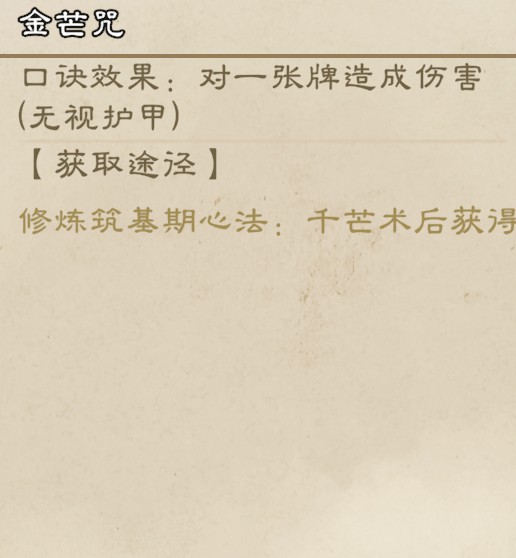 金芒咒
口诀效果：对一张牌造成伤害
(无视护甲)
【获取途径】
修炼筑基期心法：千芒术后获得